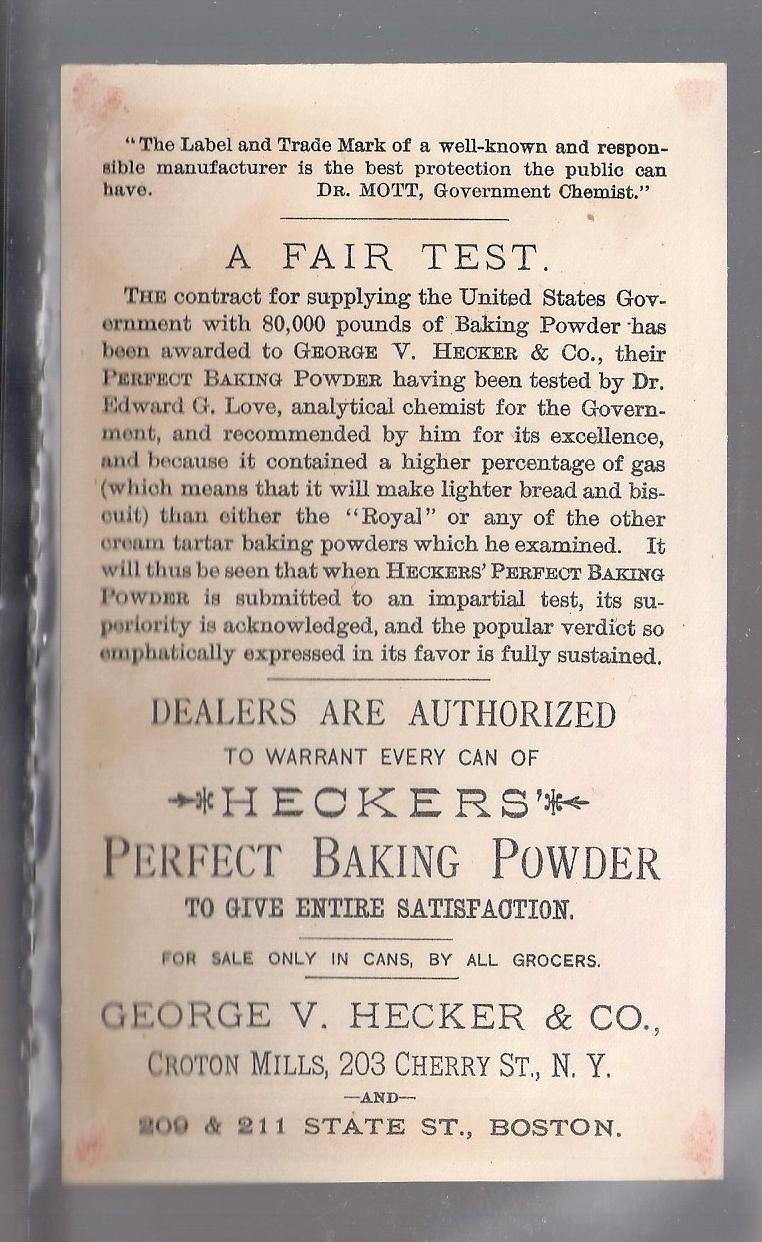 "The Label and Trade Mark of a well-known and respon-
sible manufacturer is the best protection the public can
have. DR. MOTT, Government Chemist."
A FAIR TEST.
THE contract for supplying the United States Gov-
ernment with 80,000 pounds of Baking Powder has
been awarded to GEORGE V. HECKER & Co., their
PERFECT BAKING POWDER having been tested by Dr.
Edward G. Love, analytical chemist for the Govern-
ment, and recommended by him for its excellence,
and because it contained a higher percentage of gas
(which means that it will make lighter bread and bis-
cuit) than either the "Royal" or any of the other
cream tartar baking powders which he examined. It
will thus be seen that when HECKERS' PERFECT BAKING
POWDER is submitted to an impartial test, its su-
periority is acknowledged, and the popular verdict so
emphatically expressed in its favor is fully sustained.
DEALERS ARE AUTHORIZED
TO WARRANT EVERY CAN OF
HECKERS'
PERFECT BAKING POWDER
TO GIVE ENTIRE SATISFACTION.
FOR SALE ONLY IN CANS, BY ALL GROCERS.
GEORGE V. HECKER & CO.,
CROTON MILLS, 203 CHERRY ST., N. Y.
—AND—
209 & 211 STATE ST., BOSTON.